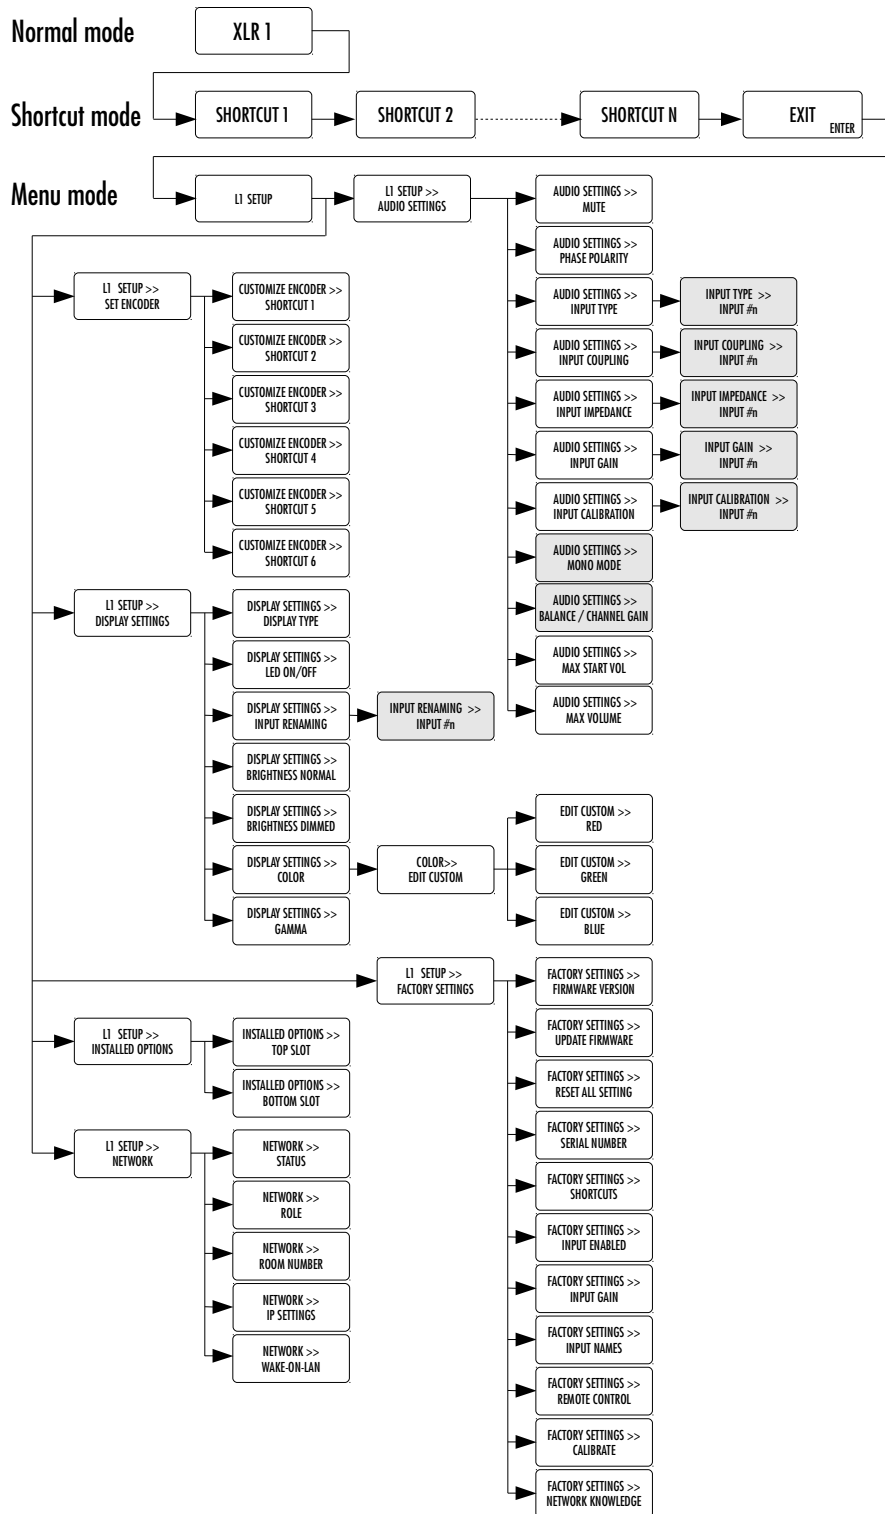 Normal mode
XLR 1
Shortcut mode
SHORTCUT 1
SHORTCUT 2
SHORTCUT N
EXIT
ENTER
Menu mode
L1 SETUP
L1 SETUP >>
AUDIO SETTINGS
AUDIO SETTINGS >>
MUTE
AUDIO SETTINGS >>
PHASE POLARITY
AUDIO SETTINGS >>
INPUT TYPE
INPUT TYPE >>
INPUT #n
AUDIO SETTINGS >>
INPUT COUPLING
INPUT COUPLING >>
INPUT #n
AUDIO SETTINGS >>
INPUT IMPEDANCE
INPUT IMPEDANCE >>
INPUT #n
AUDIO SETTINGS >>
INPUT GAIN
INPUT GAIN >>
INPUT #n
AUDIO SETTINGS >>
INPUT CALIBRATION
INPUT CALIBRATION >>
INPUT #n
AUDIO SETTINGS >>
MONO MODE
AUDIO SETTINGS >>
BALANCE / CHANNEL GAIN
AUDIO SETTINGS >>
MAX START VOL
AUDIO SETTINGS >>
MAX VOLUME
L1 SETUP >>
SET ENCODER
CUSTOMIZE ENCODER >>
SHORTCUT 1
CUSTOMIZE ENCODER >>
SHORTCUT 2
CUSTOMIZE ENCODER >>
SHORTCUT 3
CUSTOMIZE ENCODER >>
SHORTCUT 4
CUSTOMIZE ENCODER >>
SHORTCUT 5
CUSTOMIZE ENCODER >>
SHORTCUT 6
L1 SETUP >>
DISPLAY SETTINGS
DISPLAY SETTINGS >>
DISPLAY TYPE
DISPLAY SETTINGS >>
LED ON/OFF
DISPLAY SETTINGS >>
INPUT RENAMING
INPUT RENAMING >>
INPUT #n
DISPLAY SETTINGS >>
BRIGHTNESS NORMAL
DISPLAY SETTINGS >>
BRIGHTNESS DIMMED
DISPLAY SETTINGS >>
COLOR
COLOR>>
EDIT CUSTOM
EDIT CUSTOM >>
RED
EDIT CUSTOM >>
GREEN
EDIT CUSTOM >>
BLUE
DISPLAY SETTINGS >>
GAMMA
L1 SETUP >>
FACTORY SETTINGS
FACTORY SETTINGS >>
FIRMWARE VERSION
FACTORY SETTINGS >>
UPDATE FIRMWARE
FACTORY SETTINGS >>
RESET ALL SETTING
FACTORY SETTINGS >>
SERIAL NUMBER
FACTORY SETTINGS >>
SHORTCUTS
FACTORY SETTINGS >>
INPUT ENABLED
FACTORY SETTINGS >>
INPUT GAIN
FACTORY SETTINGS >>
INPUT NAMES
FACTORY SETTINGS >>
REMOTE CONTROL
FACTORY SETTINGS >>
CALIBRATE
FACTORY SETTINGS >>
NETWORK KNOWLEDGE
L1 SETUP >>
INSTALLED OPTIONS
INSTALLED OPTIONS >>
TOP SLOT
INSTALLED OPTIONS >>
BOTTOM SLOT
L1 SETUP >>
NETWORK
NETWORK >>
STATUS
NETWORK >>
ROLE
NETWORK >>
ROOM NUMBER
NETWORK >>
IP SETTINGS
NETWORK >>
WAKE-ON-LAN